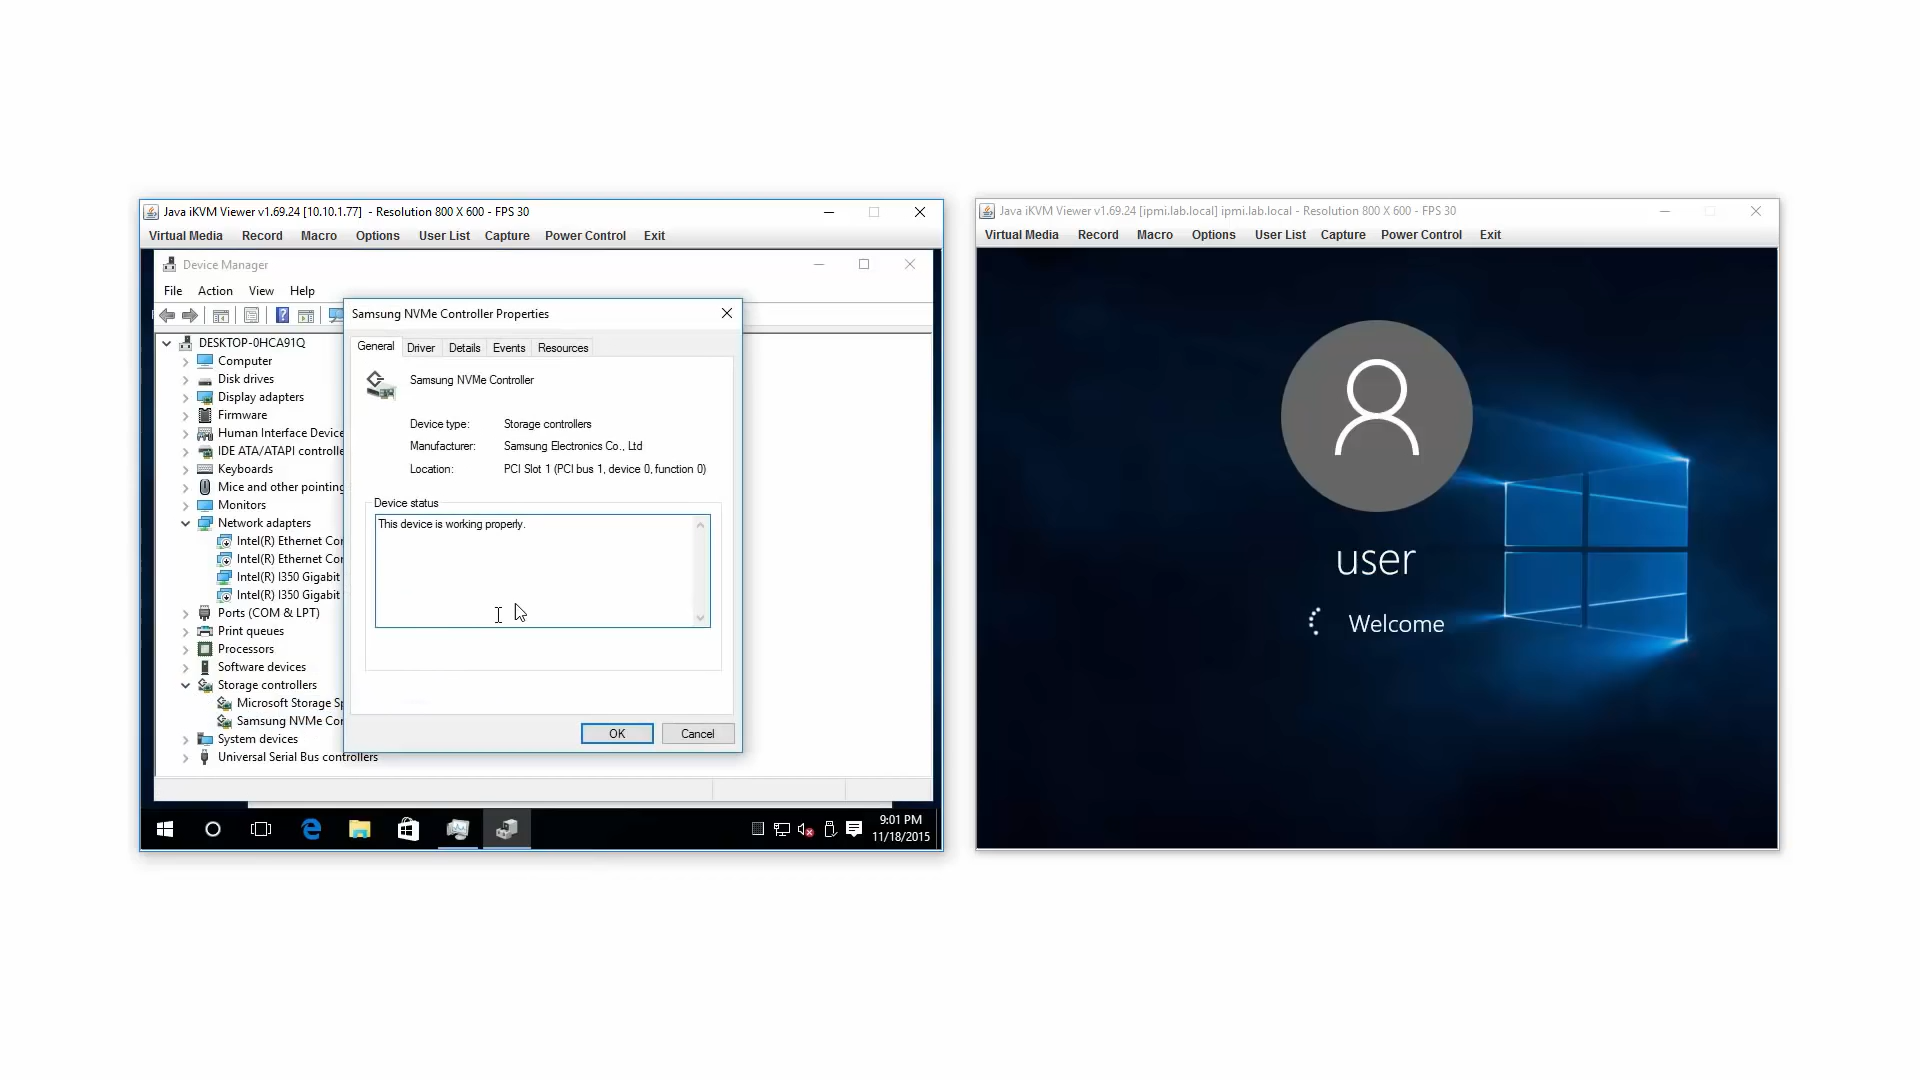 Java iKVM Viewer v1.69.24 [10.10.1.77] - Resolution 800 X 600 - FPS 30
Virtual Media Record Macro Options User List Capture Power Control Exit
Device Manager
File Action View Help
Samsung NVMe Controller Properties
General Driver Details Events Resources
Samsung NVMe Controller
Device type: Storage controllers
Manufacturer: Samsung Electronics Co., Ltd
Location: PCI Slot 1 (PCI bus 1, device 0, function 0)
Device status
This device is working properly.
OK Cancel
DESKTOP-0HCA91Q
Computer
Disk drives
Display adapters
Firmware
Human Interface Device
IDE ATA/ATAPI controlle
Keyboards
Mice and other pointing
Monitors
Network adapters
Intel(R) Ethernet Cor
Intel(R) Ethernet Cor
Intel(R) I350 Gigabit
Intel(R) I350 Gigabit
Ports (COM & LPT)
Print queues
Processors
Software devices
Storage controllers
Microsoft Storage Sp
Samsung NVMe Cor
System devices
Universal Serial Bus controllers
9:01 PM
11/18/2015
Java iKVM Viewer v1.69.24 [ipmi.lab.local] ipmi.lab.local - Resolution 800 X 600 - FPS 30
Virtual Media Record Macro Options User List Capture Power Control Exit
user
Welcome